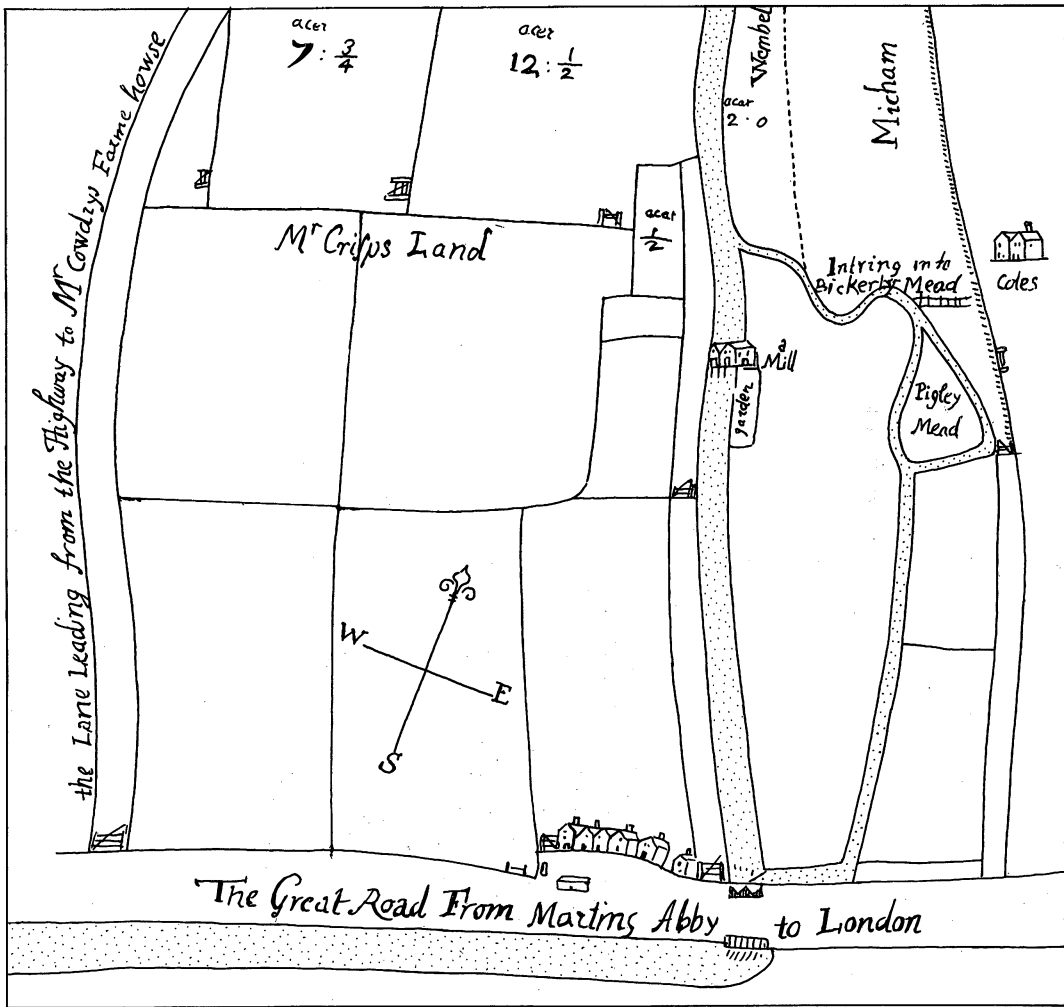 acer
7 : 3/4
acer
12 : 1/2
Wembel
Micham
acar
2 · 0
acar
1/2
Mr Crisps Land
Intring into
Bickerly Mead
Coles
a
Mill
garden
Pigley
Mead
the Lane Leading from the Highway to Mr Cowdrys Farme howse
W
E
S
The Great Road From Martins Abby to London